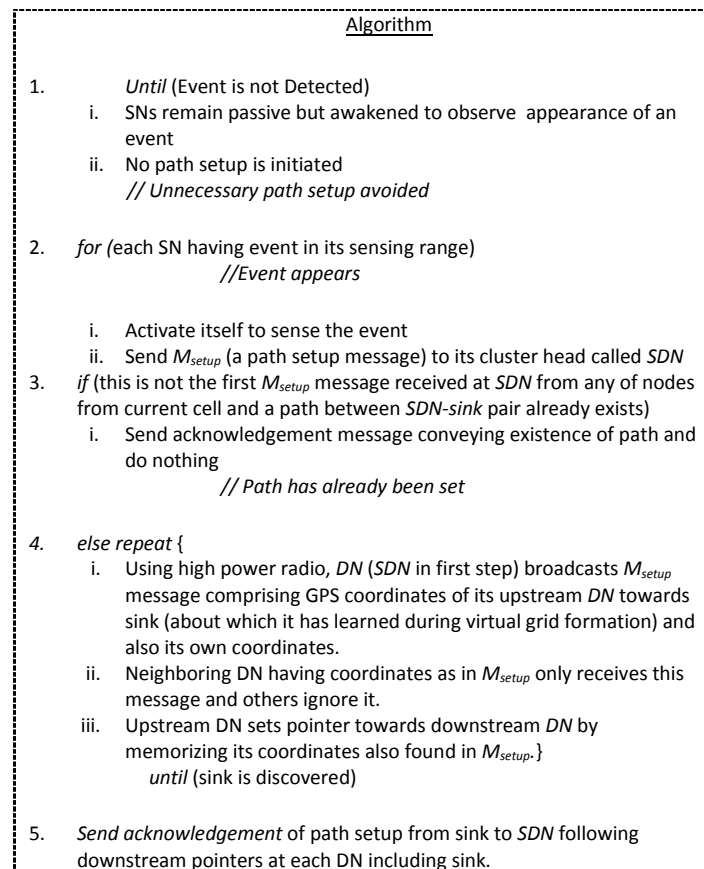 Algorithm
1. Until (Event is not Detected)
i. SNs remain passive but awakened to observe appearance of an
event
ii. No path setup is initiated
// Unnecessary path setup avoided
2. for (each SN having event in its sensing range)
//Event appears
i. Activate itself to sense the event
ii. Send Msetup (a path setup message) to its cluster head called SDN
3. if (this is not the first Msetup message received at SDN from any of nodes
from current cell and a path between SDN-sink pair already exists)
i. Send acknowledgement message conveying existence of path and
do nothing
// Path has already been set
4. else repeat {
i. Using high power radio, DN (SDN in first step) broadcasts Msetup
message comprising GPS coordinates of its upstream DN towards
sink (about which it has learned during virtual grid formation) and
also its own coordinates.
ii. Neighboring DN having coordinates as in Msetup only receives this
message and others ignore it.
iii. Upstream DN sets pointer towards downstream DN by
memorizing its coordinates also found in Msetup.}
until (sink is discovered)
5. Send acknowledgement of path setup from sink to SDN following
downstream pointers at each DN including sink.